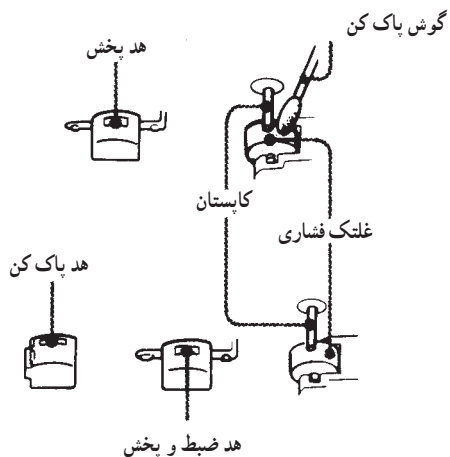 گوش پاک کن
هد پخش
کاپستان
غلتک فشاری
هد پاک کن
هد ضبط و پخش